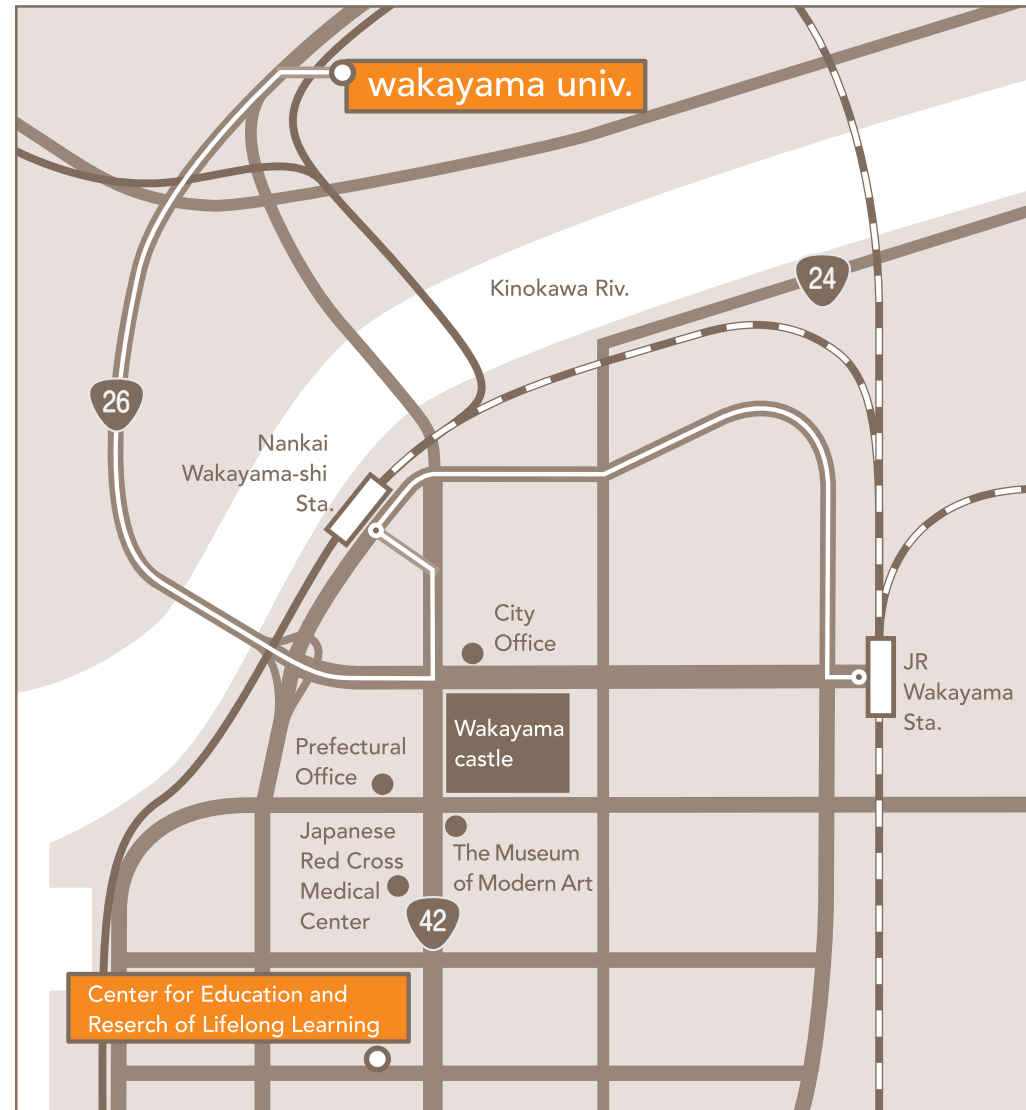 wakayama univ.
Kinokawa Riv.
24
26
Nankai
Wakayama-shi
Sta.
City
Office
JR
Wakayama
Sta.
Wakayama
castle
Prefectural
Office
Japanese
Red Cross
Medical
Center
The Museum
of Modern Art
42
Center for Education and
Reserch of Lifelong Learning